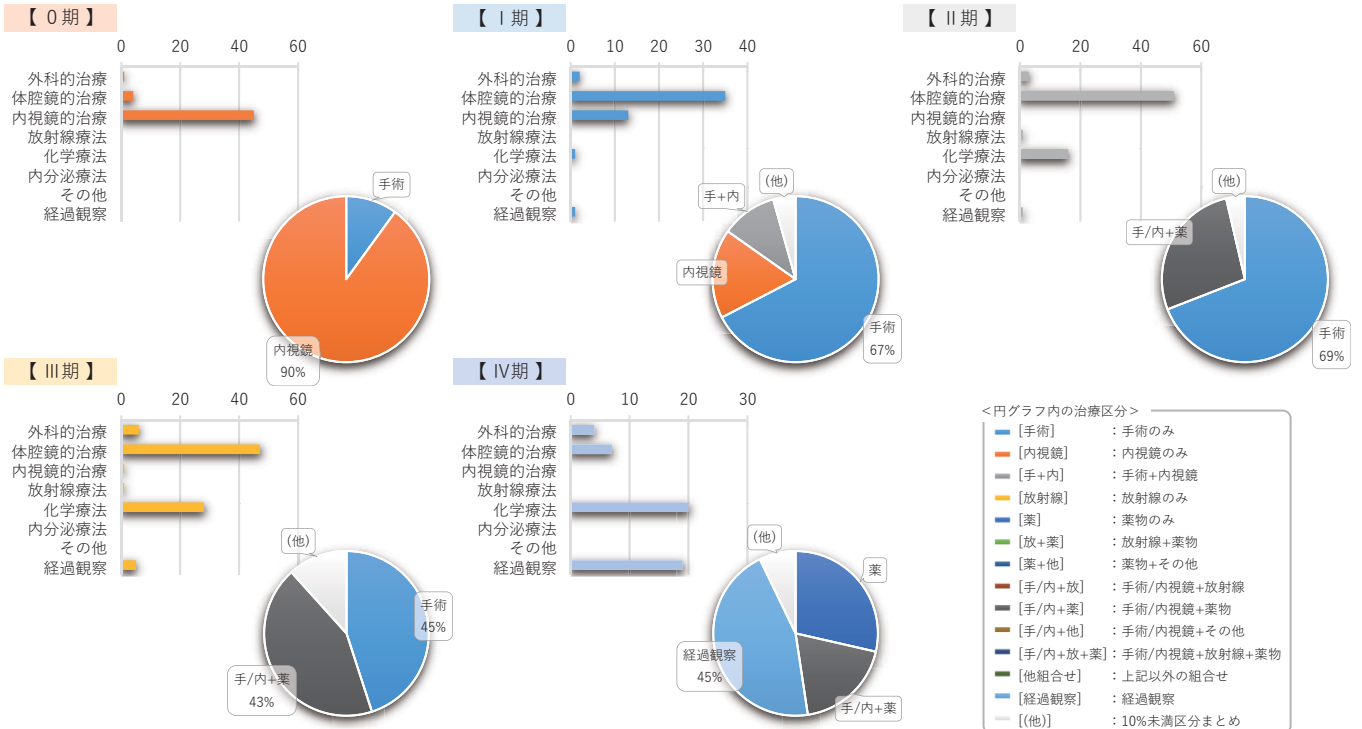 【 0期 】
0 20 40 60
外科的治療
体腔鏡的治療
内視鏡的治療
放射線療法
化学療法
内分泌療法
その他
経過観察
手術
内視鏡
90%
【 I期 】
0 10 20 30 40
外科的治療
体腔鏡的治療
内視鏡的治療
放射線療法
化学療法
内分泌療法
その他
経過観察
(他)
手+内
内視鏡
手術
67%
【 II期 】
0 20 40 60
外科的治療
体腔鏡的治療
内視鏡的治療
放射線療法
化学療法
内分泌療法
その他
経過観察
(他)
手/内+薬
手術
69%
【 III期 】
0 20 40 60
外科的治療
体腔鏡的治療
内視鏡的治療
放射線療法
化学療法
内分泌療法
その他
経過観察
(他)
手術
45%
手/内+薬
43%
【 IV期 】
0 10 20 30
外科的治療
体腔鏡的治療
内視鏡的治療
放射線療法
化学療法
内分泌療法
その他
経過観察
(他)
薬
経過観察
45%
手/内+薬
<円グラフ内の治療区分>
[手術] :手術のみ
[内視鏡] :内視鏡のみ
[手+内] :手術+内視鏡
[放射線] :放射線のみ
[薬] :薬物のみ
[放+薬] :放射線+薬物
[薬+他] :薬物+その他
[手/内+放] :手術/内視鏡+放射線
[手/内+薬] :手術/内視鏡+薬物
[手/内+他] :手術/内視鏡+その他
[手/内+放+薬] :手術/内視鏡+放射線+薬物
[他組合せ] :上記以外の組合せ
[経過観察] :経過観察
[(他)] :10%未満区分まとめ